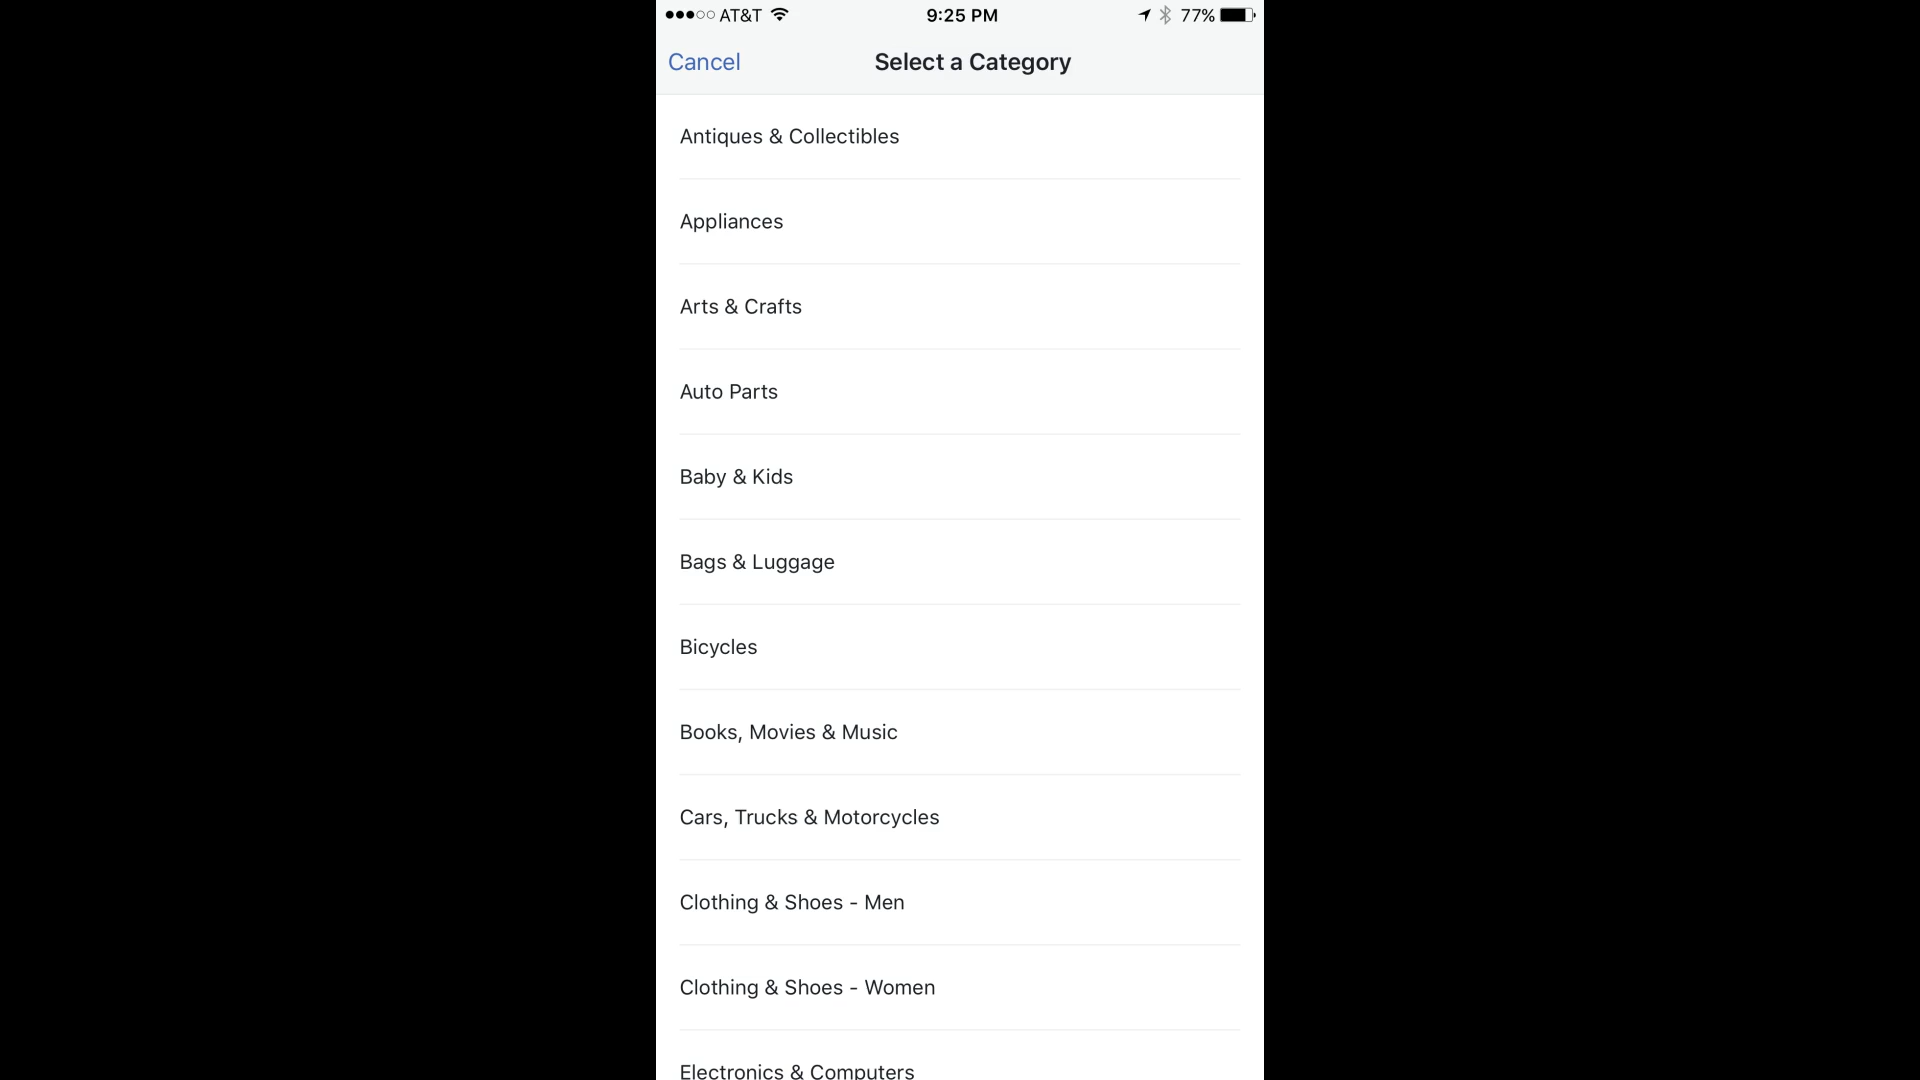 AT&T 9:25 PM 77%
Cancel Select a Category
Antiques & Collectibles
Appliances
Arts & Crafts
Auto Parts
Baby & Kids
Bags & Luggage
Bicycles
Books, Movies & Music
Cars, Trucks & Motorcycles
Clothing & Shoes - Men
Clothing & Shoes - Women
Electronics & Computers